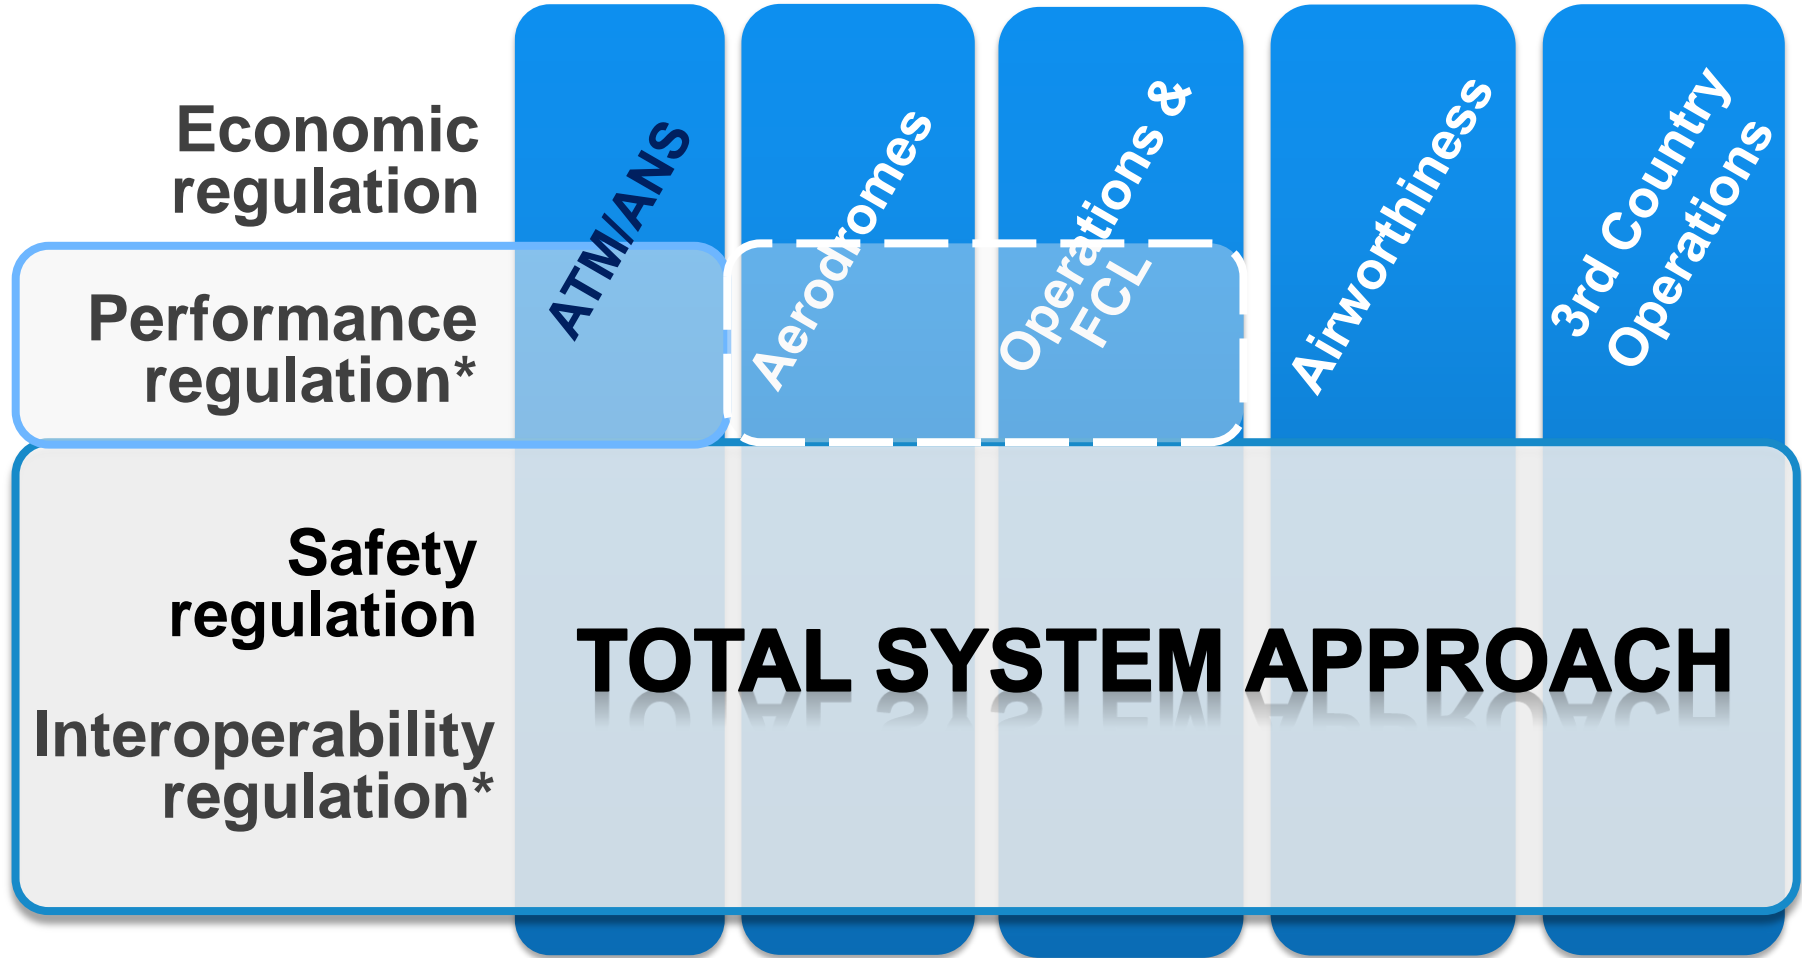 Economic
regulation
ATM/ANS
Aerodromes
Operations &
FCL
Airworthiness
3rd Country
Operations
Performance
regulation*
Safety
regulation
TOTAL SYSTEM APPROACH
Interoperability
regulation*